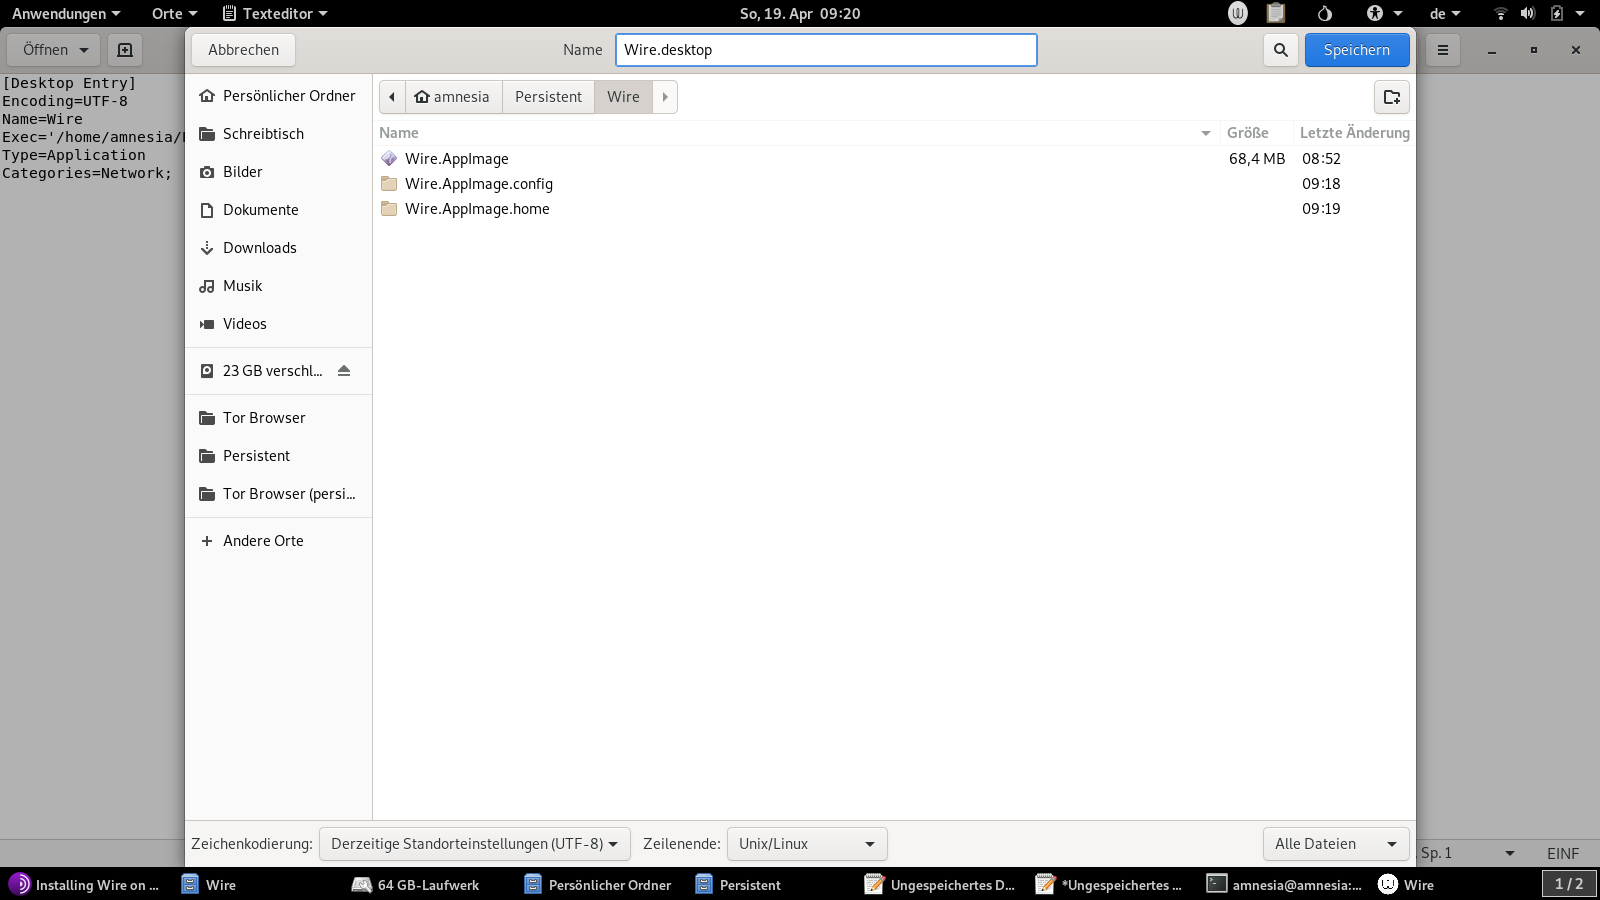 Anwendungen Orte Texteditor So, 19. Apr 09:20 de
Öffnen Abbrechen Name Wire.desktop Speichern
[Desktop Entry]
Encoding=UTF-8
Name=Wire
Exec='/home/amnesia/
Type=Application
Categories=Network;
Persönlicher Ordner
Schreibtisch
Bilder
Dokumente
Downloads
Musik
Videos
23 GB verschl...
Tor Browser
Persistent
Tor Browser (persi...
Andere Orte
amnesia Persistent Wire
Name Größe Letzte Änderung
Wire.AppImage 68,4 MB 08:52
Wire.AppImage.config 09:18
Wire.AppImage.home 09:19
Zeichenkodierung: Derzeitige Standorteinstellungen (UTF-8) Zeilenende: Unix/Linux Alle Dateien
Sp. 1 EINF
Installing Wire on ... Wire 64 GB-Laufwerk Persönlicher Ordner Persistent Ungespeichertes D... *Ungespeichertes ... amnesia@amnesia:... Wire 1 / 2